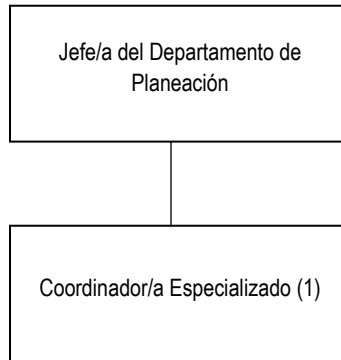 Jefe/a del Departamento de
Planeación
Coordinador/a Especializado (1)